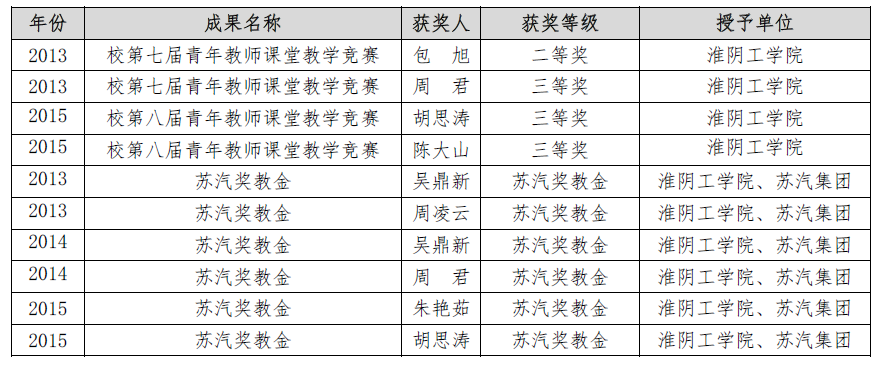 年份 成果名称 获奖人 获奖等级 授予单位
2013 校第七届青年教师课堂教学竞赛 包 旭 二等奖 淮阴工学院
2013 校第七届青年教师课堂教学竞赛 周 君 三等奖 淮阴工学院
2015 校第八届青年教师课堂教学竞赛 胡思涛 三等奖 淮阴工学院
2015 校第八届青年教师课堂教学竞赛 陈大山 三等奖 淮阴工学院
2013 苏汽奖教金 吴鼎新 苏汽奖教金 淮阴工学院、苏汽集团
2013 苏汽奖教金 周凌云 苏汽奖教金 淮阴工学院、苏汽集团
2014 苏汽奖教金 吴鼎新 苏汽奖教金 淮阴工学院、苏汽集团
2014 苏汽奖教金 周 君 苏汽奖教金 淮阴工学院、苏汽集团
2015 苏汽奖教金 朱艳茹 苏汽奖教金 淮阴工学院、苏汽集团
2015 苏汽奖教金 胡思涛 苏汽奖教金 淮阴工学院、苏汽集团